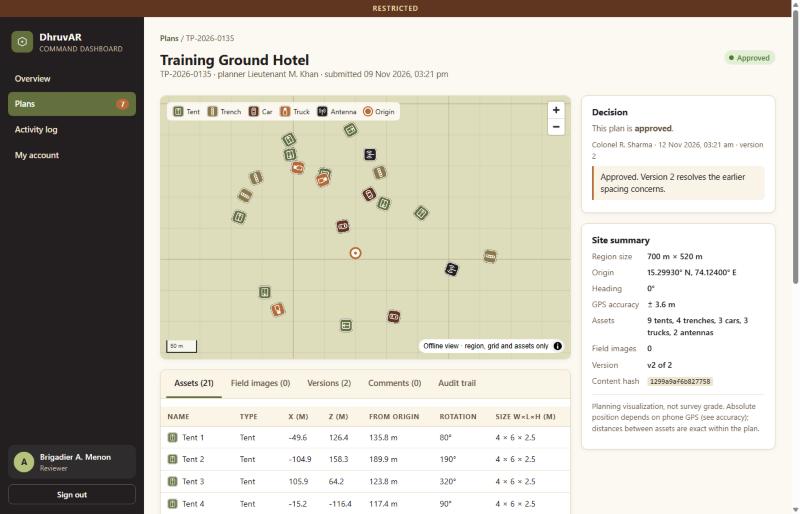 RESTRICTED
DhruvAR
COMMAND DASHBOARD
Overview
Plans 7
Activity log
My account
A Brigadier A. Menon
Reviewer
Sign out
Plans / TP-2026-0135
Training Ground Hotel
TP-2026-0135 · planner Lieutenant M. Khan · submitted 09 Nov 2026, 03:21 pm
Approved
Tent Trench Car Truck Antenna Origin
+
−
80 m
Offline view · region, grid and assets only
Decision
This plan is approved.
Colonel R. Sharma · 12 Nov 2026, 03:21 am · version
2
Approved. Version 2 resolves the earlier
spacing concerns.
Site summary
Region size 700 m × 520 m
Origin 15.29930° N, 74.12400° E
Heading 0°
GPS accuracy ± 3.6 m
Assets 9 tents, 4 trenches, 3 cars, 3
trucks, 2 antennas
Field images 0
Version v2 of 2
Content hash 1299a9af6b827758
Planning visualization, not survey grade. Absolute
position depends on phone GPS (see accuracy);
distances between assets are exact within the plan.
Assets (21) Field images (0) Versions (2) Comments (0) Audit trail
NAME TYPE X (M) Z (M) FROM ORIGIN ROTATION SIZE W×L×H (M)
Tent 1 Tent -49.6 126.4 135.8 m 80° 4 × 6 × 2.5
Tent 2 Tent -104.9 158.3 189.9 m 190° 4 × 6 × 2.5
Tent 3 Tent 105.9 64.2 123.8 m 320° 4 × 6 × 2.5
Tent 4 Tent -15.2 -116.4 117.4 m 90° 4 × 6 × 2.5